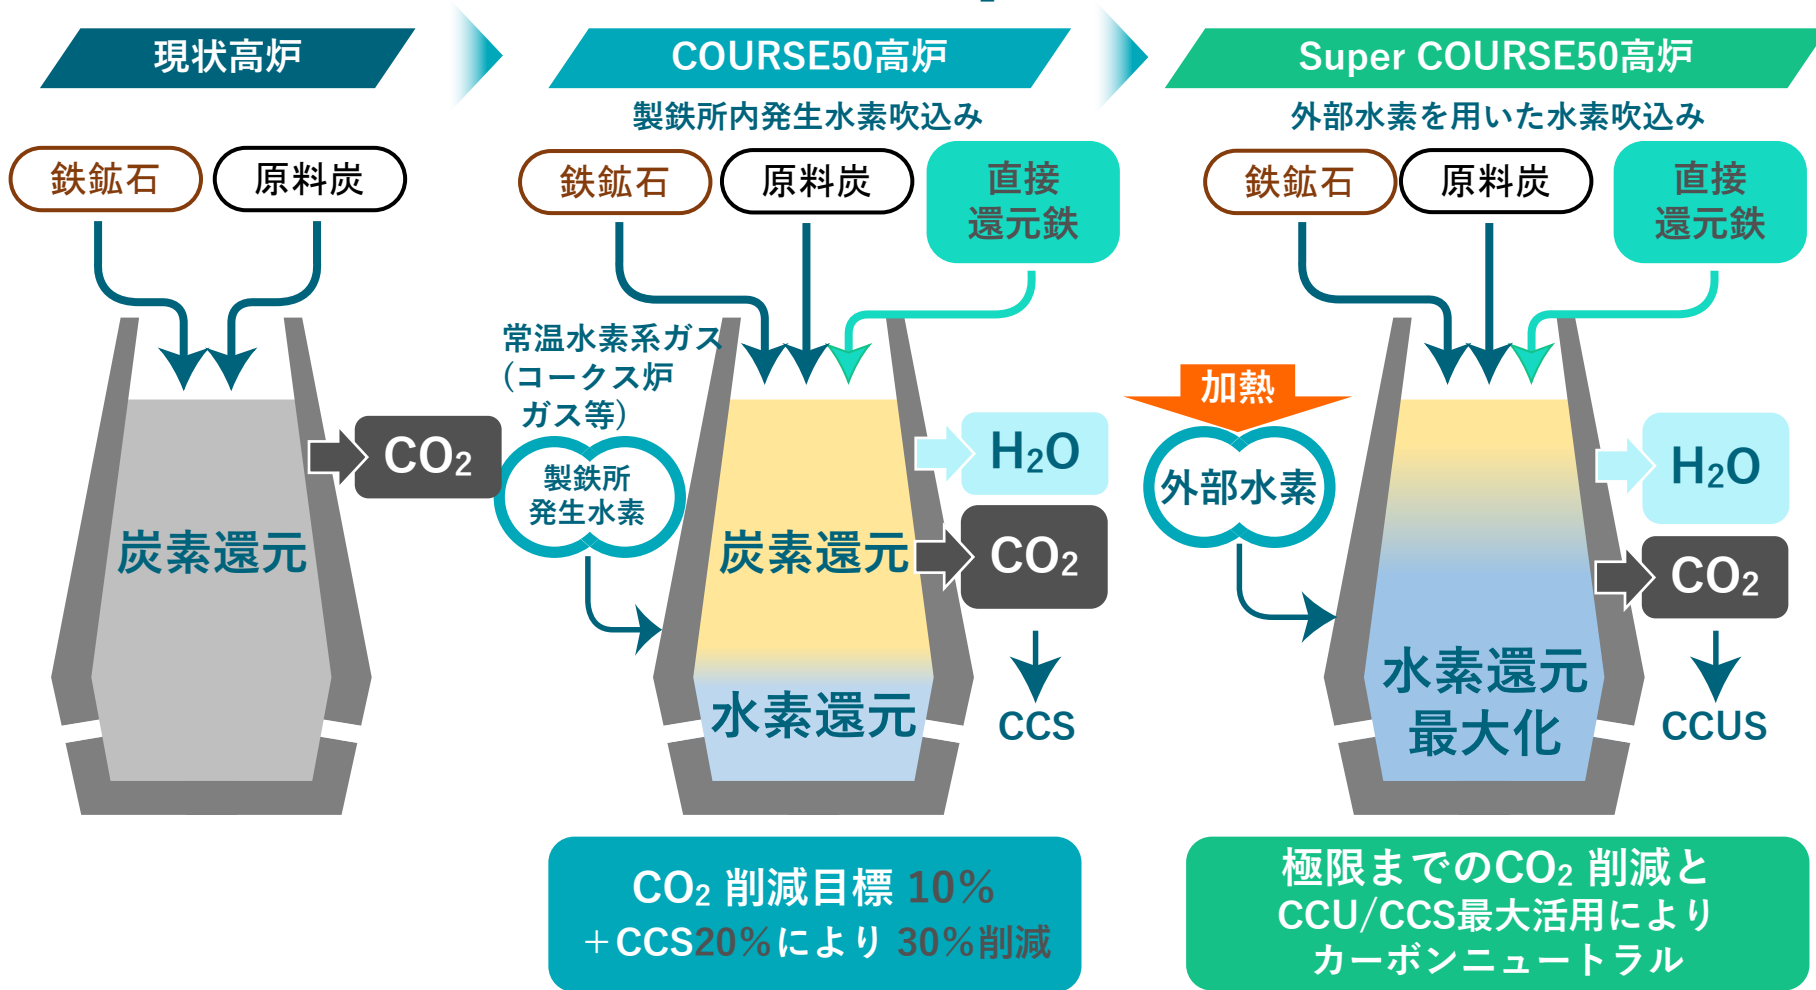 現状高炉
鉄鉱石
原料炭
炭素還元
CO₂
COURSE50高炉
製鉄所内発生水素吹込み
鉄鉱石
原料炭
直接
還元鉄
常温水素系ガス
(コークス炉
ガス等)
製鉄所
発生水素
炭素還元
水素還元
H₂O
CO₂
CCS
CO₂ 削減目標 10%
＋CCS20%により 30%削減
Super COURSE50高炉
外部水素を用いた水素吹込み
鉄鉱石
原料炭
直接
還元鉄
加熱
外部水素
水素還元
最大化
H₂O
CO₂
CCUS
極限までのCO₂ 削減と
CCU/CCS最大活用により
カーボンニュートラル